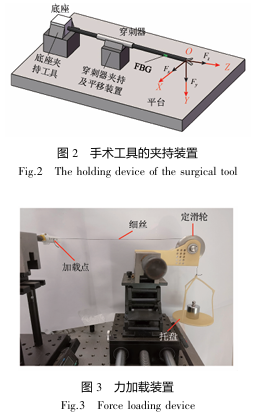 底座
穿刺器
O
F_z
Z
FBG
F_x
F_y
X
Y
底座夹
持工具
穿刺器夹持
及平移装置
平台
图 2 手术工具的夹持装置
Fig.2 The holding device of the surgical tool
细丝
定滑轮
加载点
托盘
图 3 力加载装置
Fig.3 Force loading device